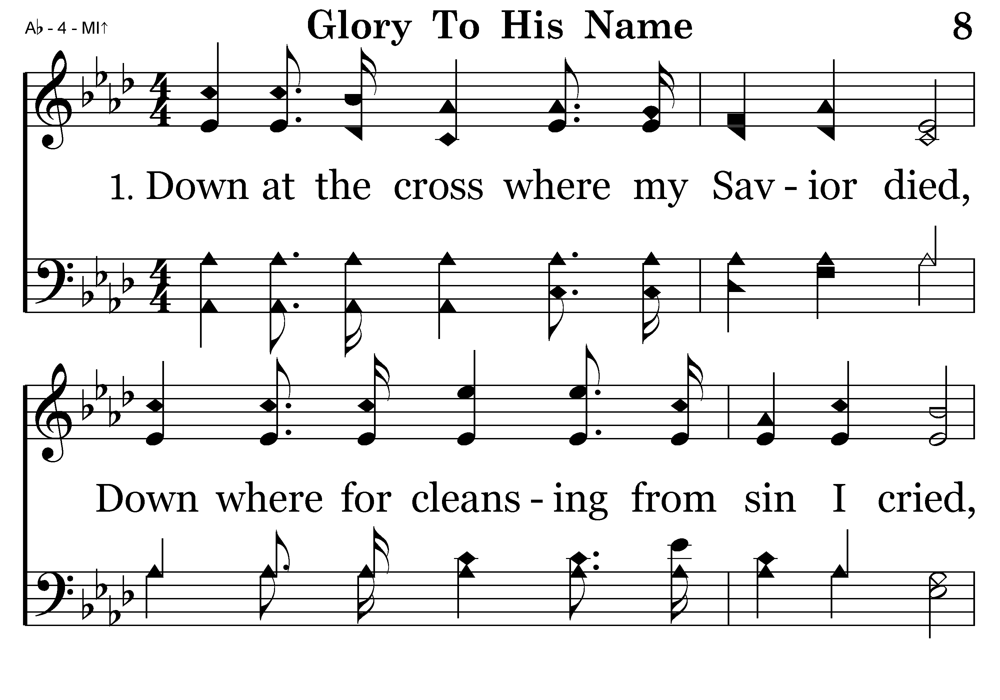 A♭ - 4 - MI↑ Glory To His Name 8
1. Down at the cross where my Sav - ior died,
Down where for cleans - ing from sin I cried,